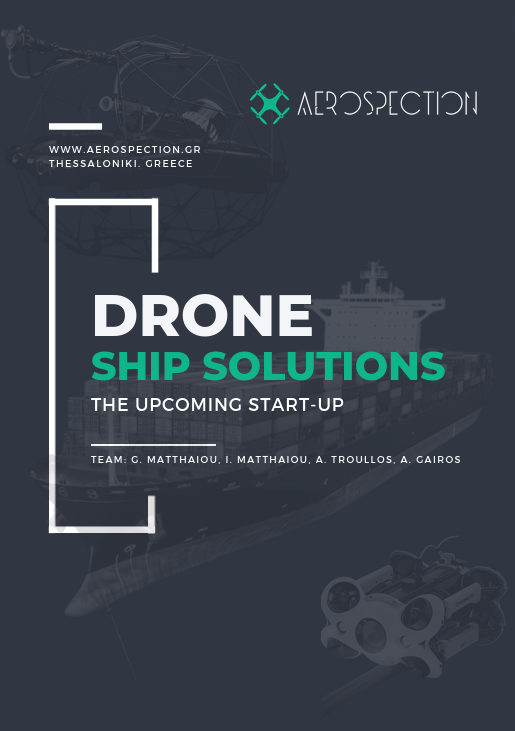 AEROSPECTION
WWW.AEROSPECTION.GR
THESSALONIKI. GREECE
DRONE
SHIP SOLUTIONS
THE UPCOMING START-UP
TEAM: G. MATTHAIOU, I. MATTHAIOU, A. TROULLOS, A. GAIROS